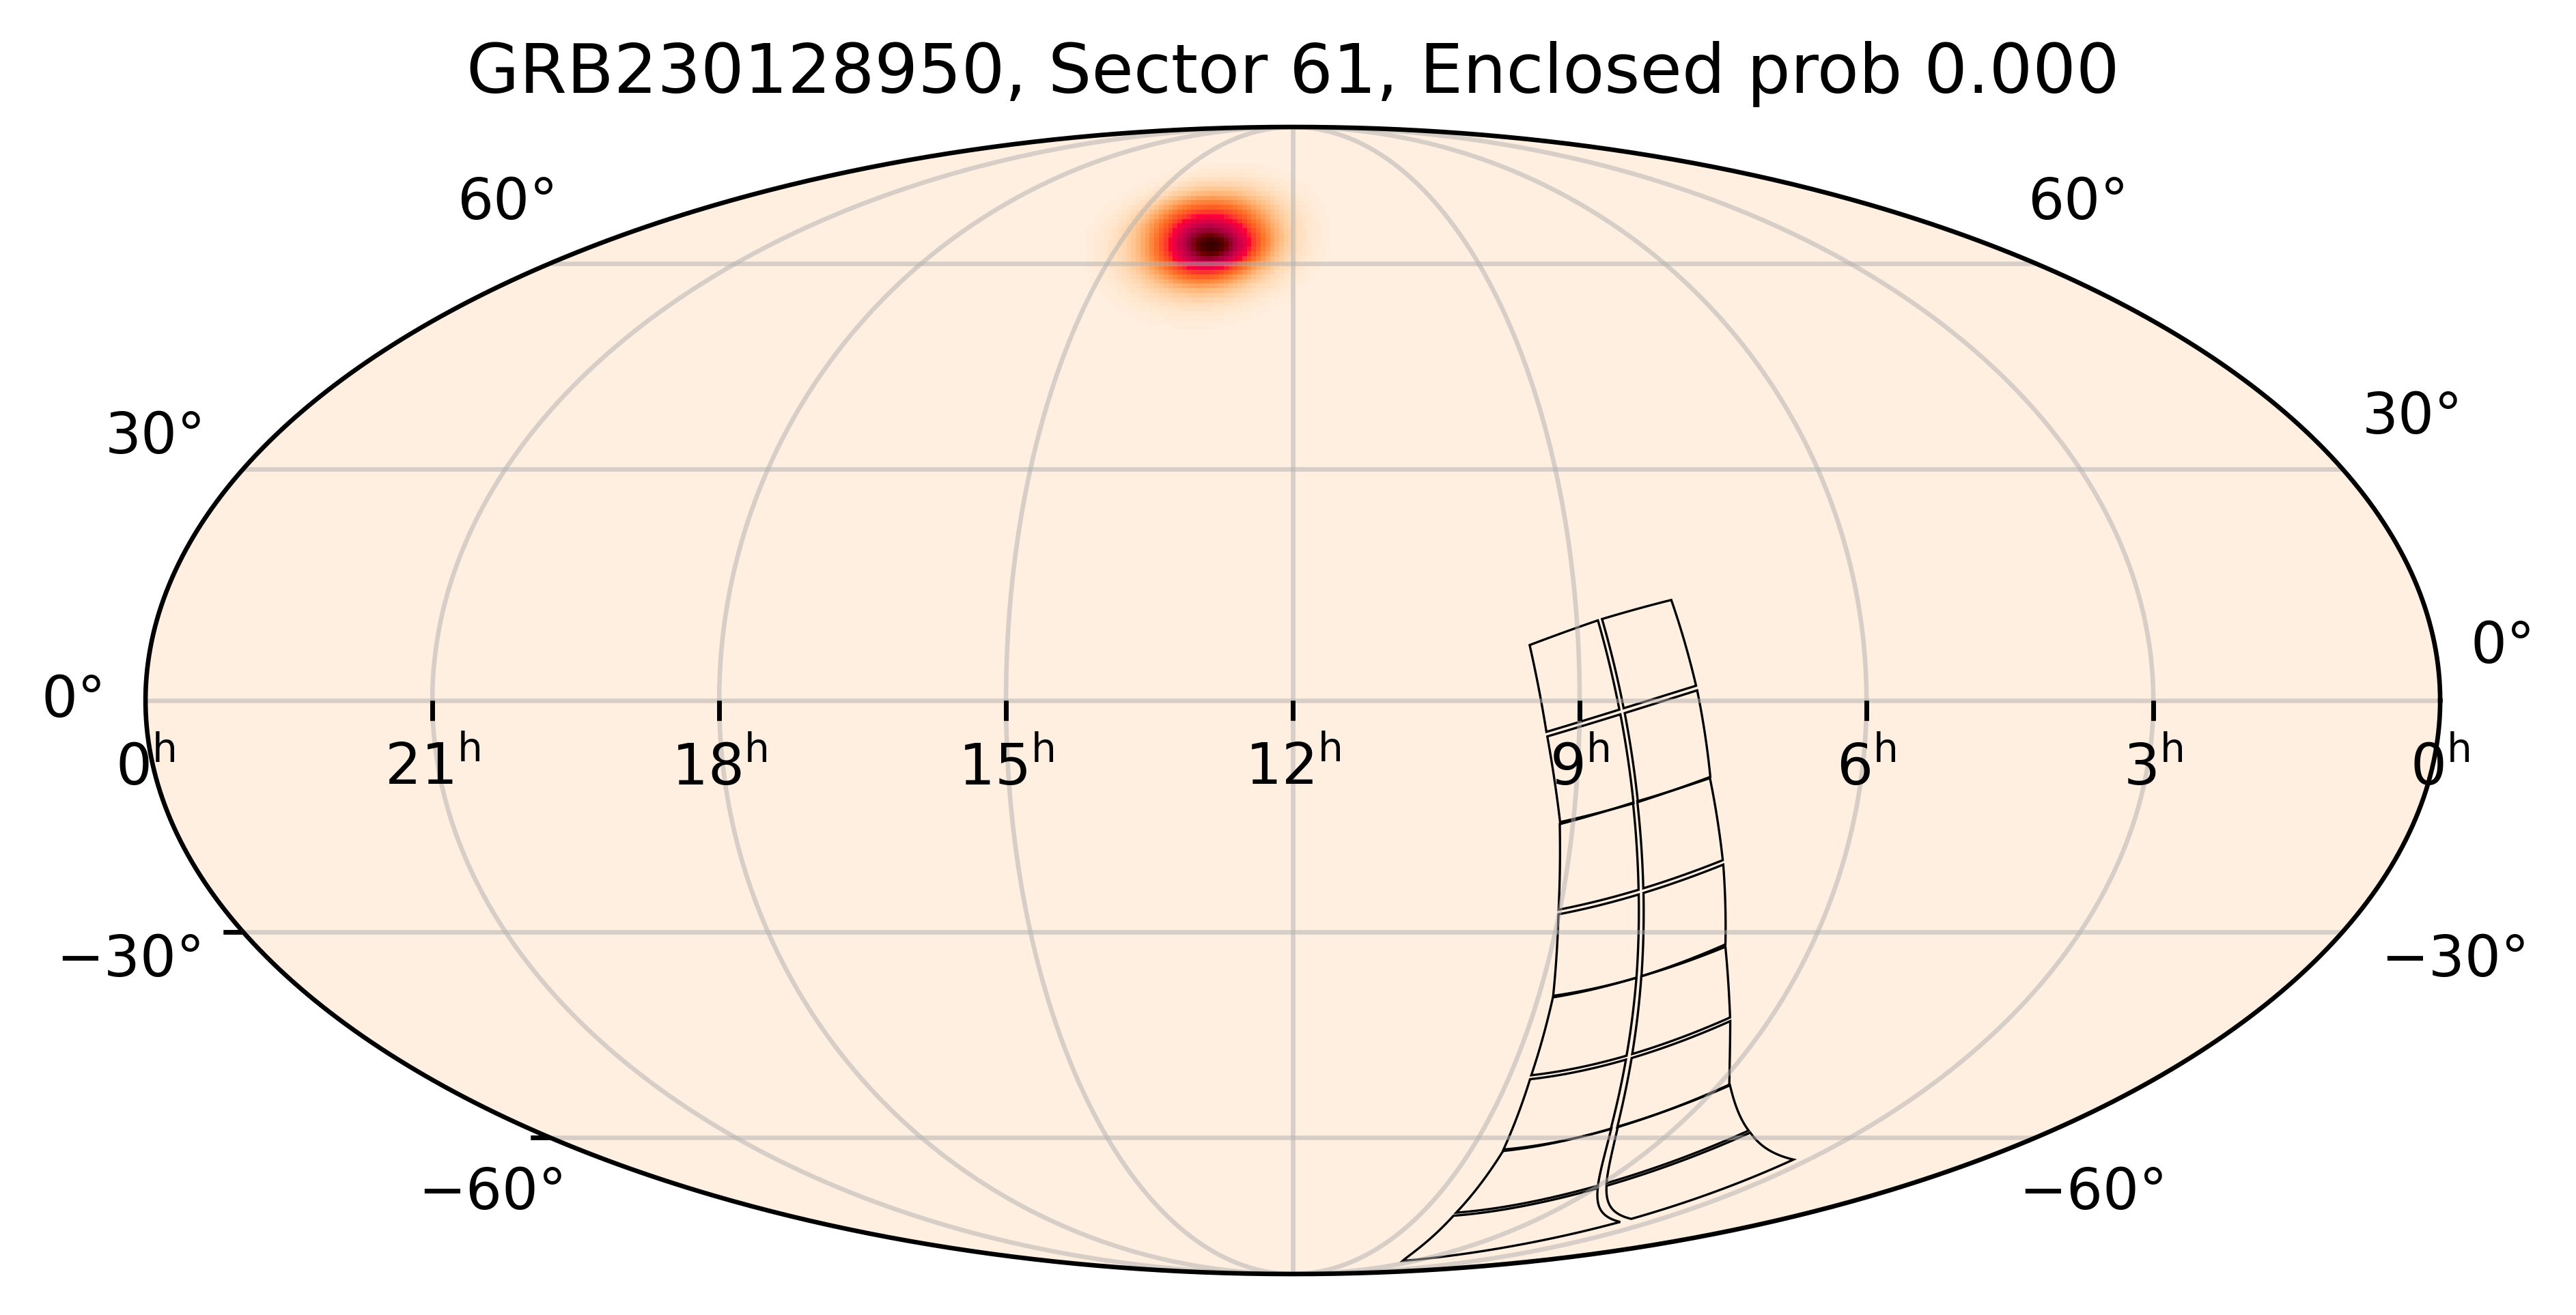 GRB230128950, Sector 61, Enclosed prob 0.000
60° 60°
30° 30°
0° 0°
0ʰ 21ʰ 18ʰ 15ʰ 12ʰ 9ʰ 6ʰ 3ʰ 0ʰ
−30° −30°
−60° −60°